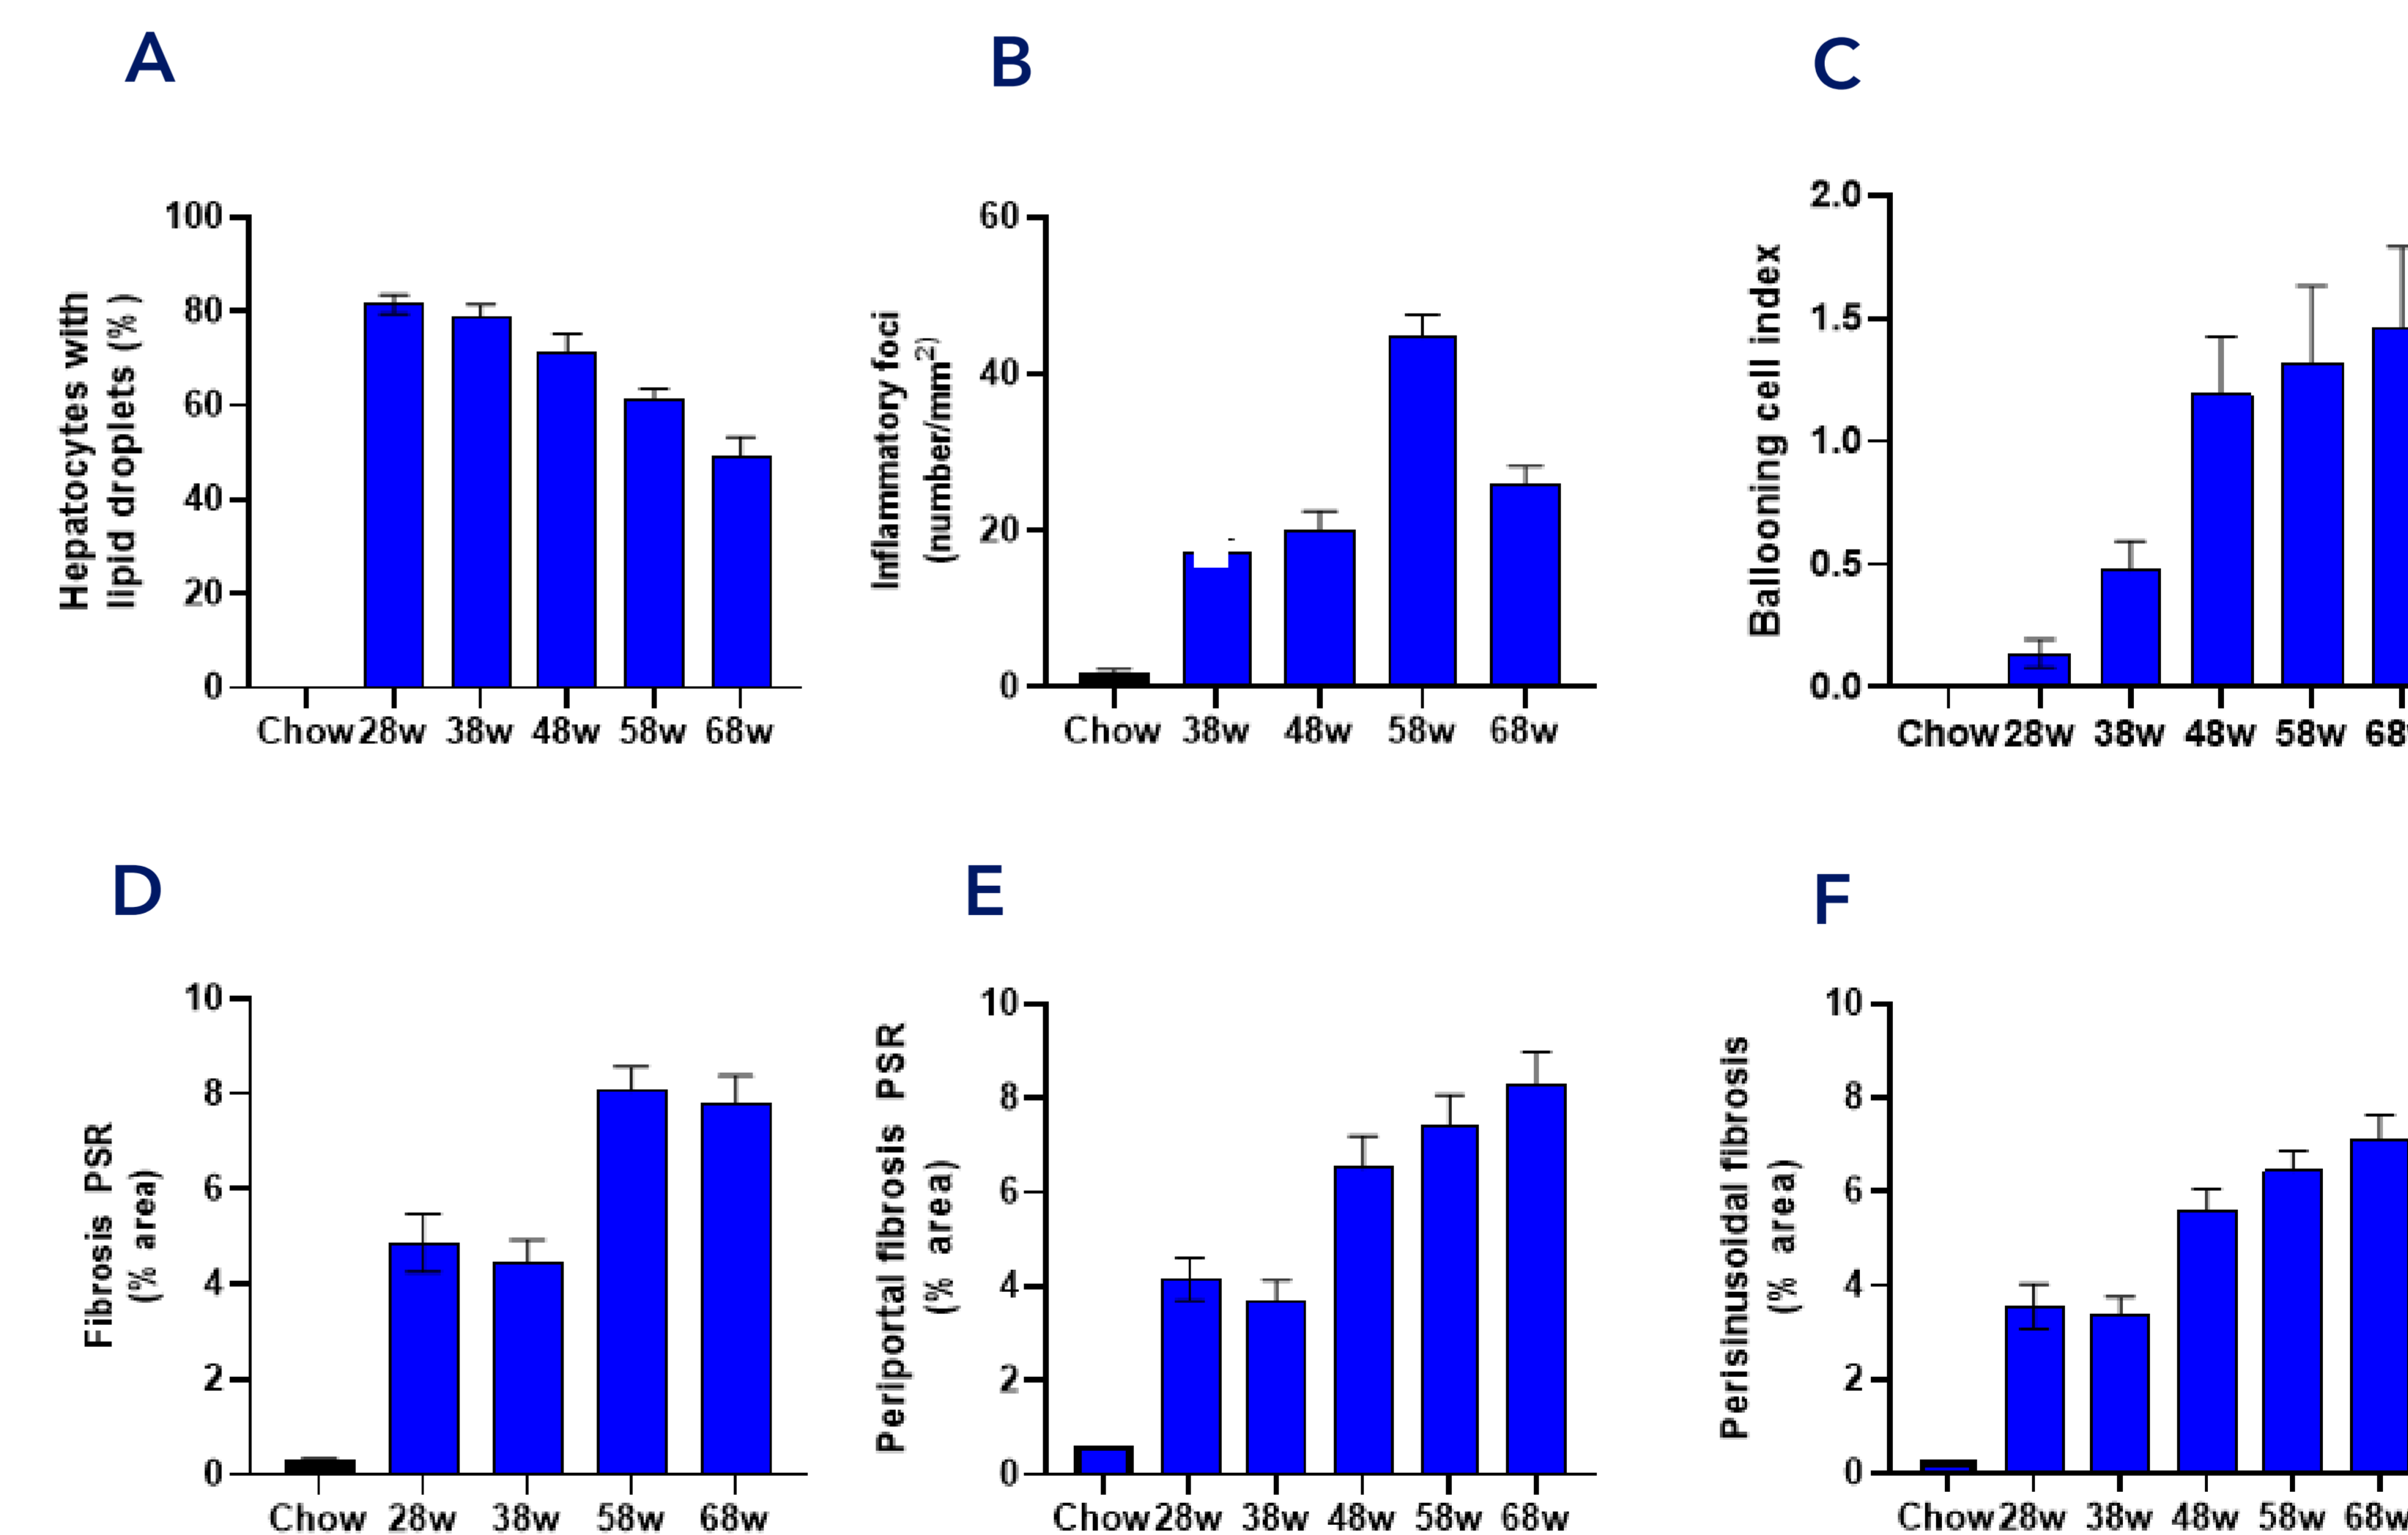 A
B
C
Hepatocytes with
lipid droplets (%)
100
80
60
40
20
0
Chow 28w 38w 48w 58w 68w
Inflammatory foci
(number/mm²)
60
40
20
0
Chow 38w 48w 58w 68w
Ballooning cell index
2.0
1.5
1.0
0.5
0.0
Chow 28w 38w 48w 58w 68
D
E
F
Fibrosis PSR
(% area)
10
8
6
4
2
0
Chow 28w 38w 58w 68w
Periportal fibrosis PSR
(% area)
10
8
6
4
2
0
Chow 28w 38w 48w 58w 68w
Perisinusoidal fibrosis
(% area)
10
8
6
4
2
0
Chow 28w 38w 48w 58w 68w